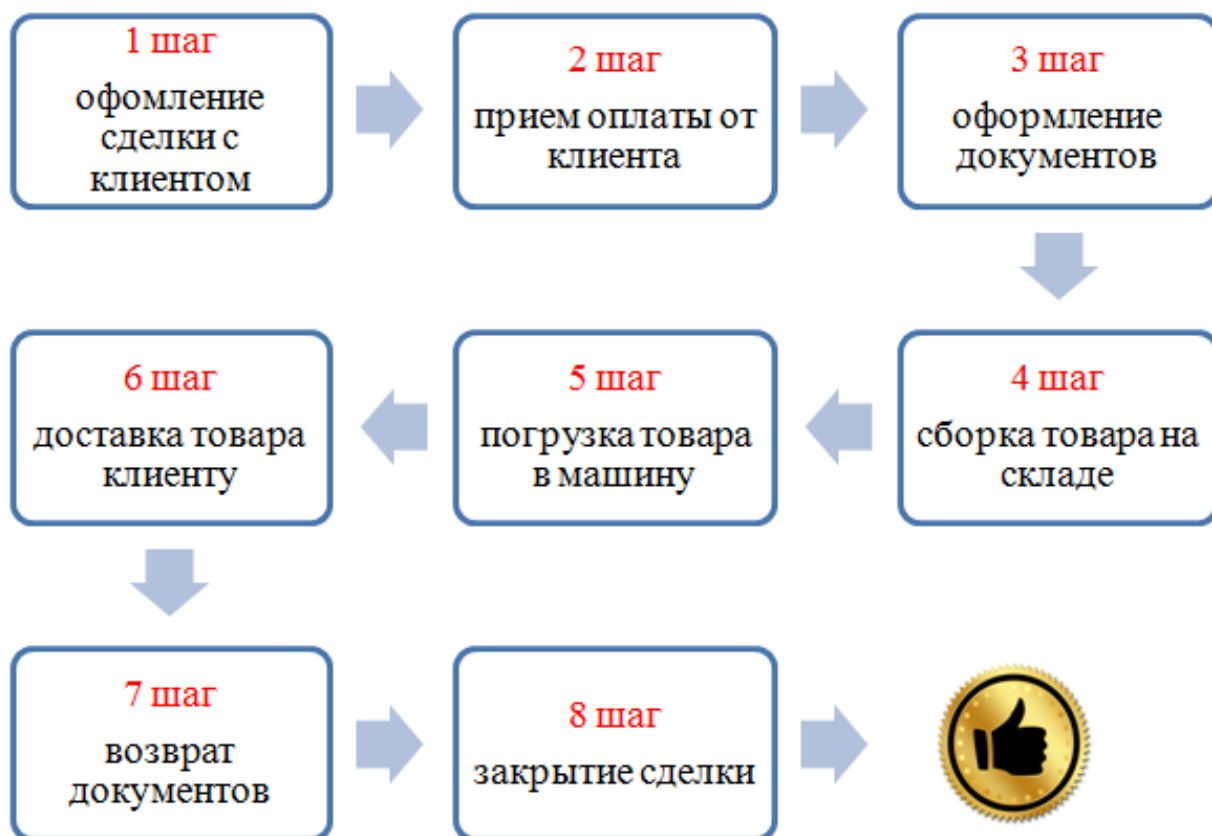 1 шаг
офомление
сделки с
клиентом
2 шаг
прием оплаты от
клиента
3 шаг
оформление
документов
4 шаг
сборка товара на
складе
5 шаг
погрузка товара
в машину
6 шаг
доставка товара
клиенту
7 шаг
возврат
документов
8 шаг
закрытие сделки